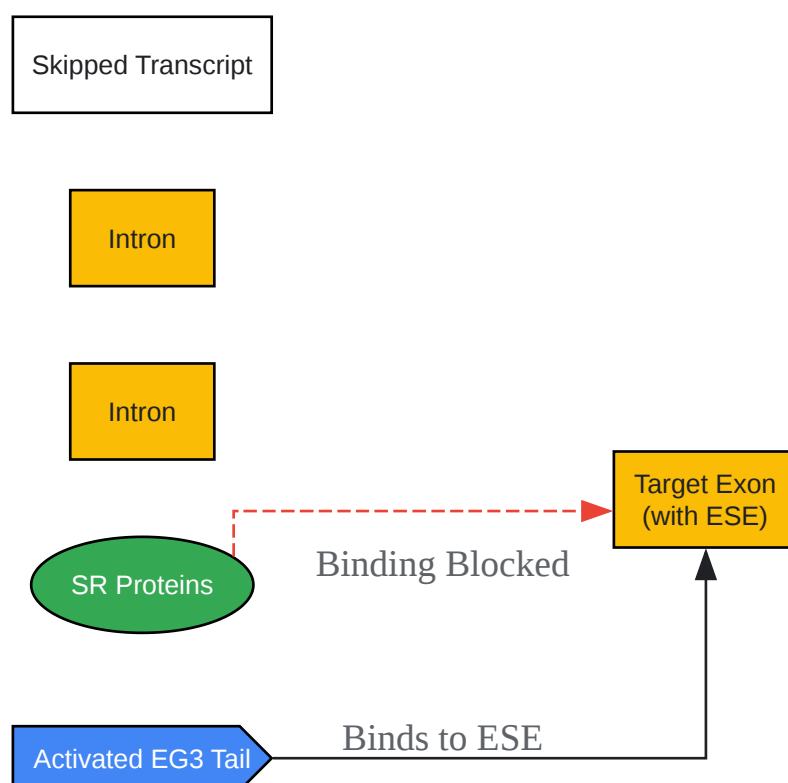 Skipped Transcript
Intron
Intron
Target Exon
(with ESE)
Binding Blocked
SR Proteins
Binds to ESE
Activated EG3 Tail